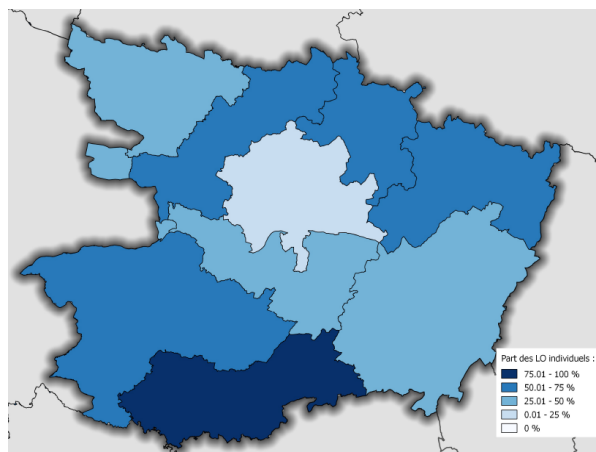 Part des LO individuels :
75.01 - 100 %
50.01 - 75 %
25.01 - 50 %
0.01 - 25 %
0 %